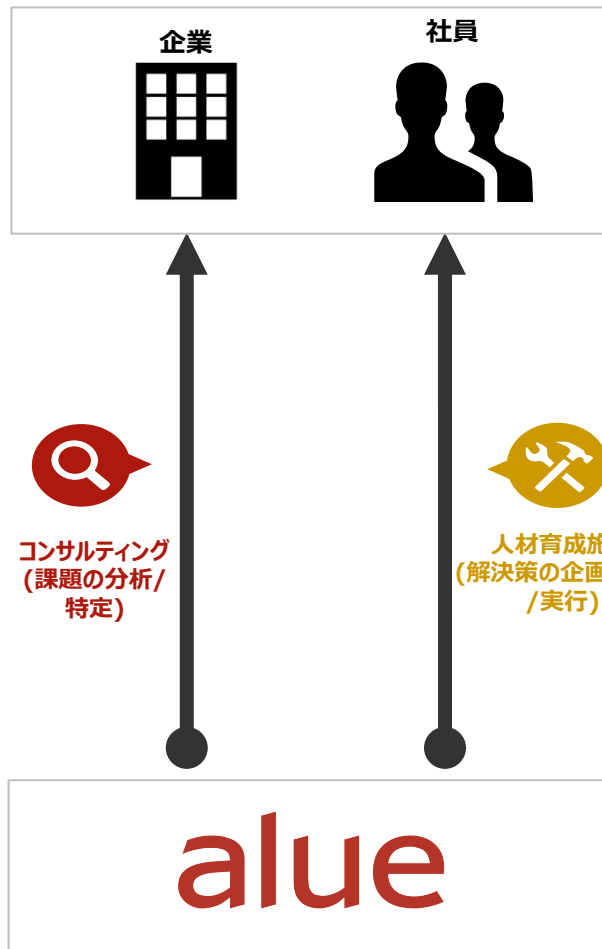 企業
社員
コンサルティング
(課題の分析/
特定)
人材育成施
(解決策の企画
/実行)
alue